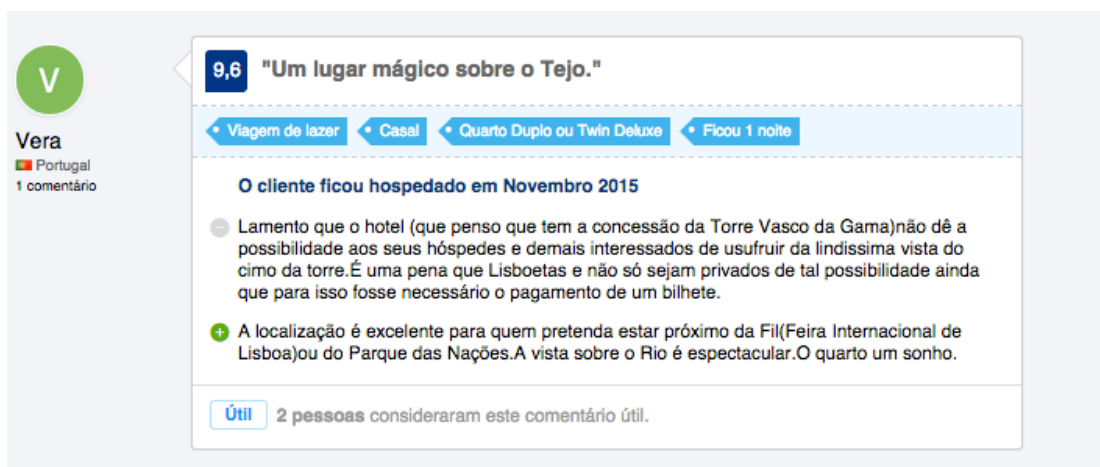 V
Vera
Portugal
1 comentário
9,6 "Um lugar mágico sobre o Tejo."
Viagem de lazer Casal Quarto Duplo ou Twin Deluxe Ficou 1 noite
O cliente ficou hospedado em Novembro 2015
Lamento que o hotel (que penso que tem a concessão da Torre Vasco da Gama)não dê a
possibilidade aos seus hóspedes e demais interessados de usufruir da lindissima vista do
cimo da torre.É uma pena que Lisboetas e não só sejam privados de tal possibilidade ainda
que para isso fosse necessário o pagamento de um bilhete.
A localização é excelente para quem pretenda estar próximo da Fil(Feira Internacional de
Lisboa)ou do Parque das Nações.A vista sobre o Rio é espectacular.O quarto um sonho.
Útil 2 pessoas consideraram este comentário útil.